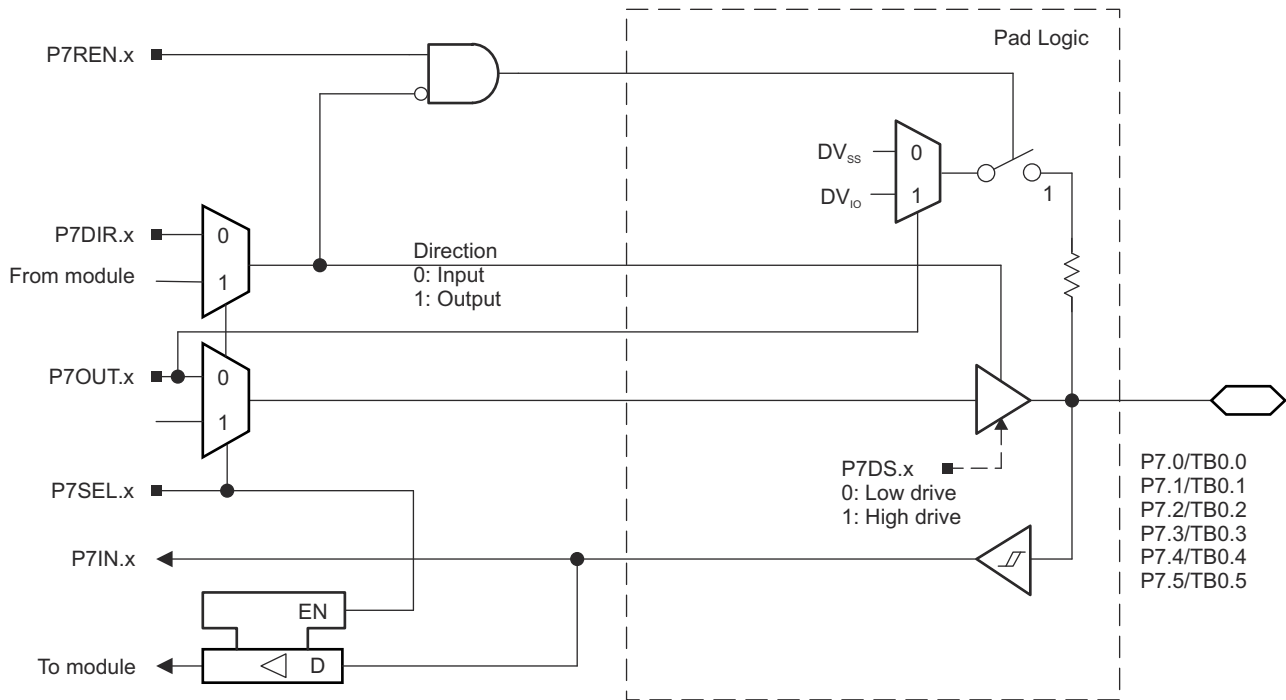 Pad Logic
P7REN.x
DVSS
0
DVIO
1
1
P7DIR.x
0
From module
1
Direction
0: Input
1: Output
P7OUT.x
0
1
P7DS.x
0: Low drive
1: High drive
P7SEL.x
P7IN.x
EN
To module
D
P7.0/TB0.0
P7.1/TB0.1
P7.2/TB0.2
P7.3/TB0.3
P7.4/TB0.4
P7.5/TB0.5